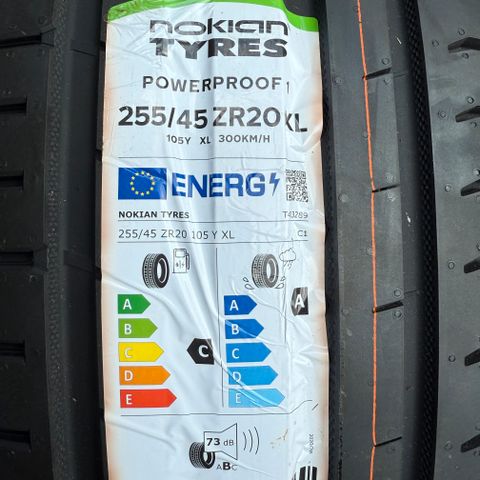 nokian
TYRES
POWERPROOF 1
255/45 ZR20 XL
105Y XL 300KM/H
ENERG
NOKIAN TYRES T43289
255/45 ZR20 105 Y XL C1
A A A
B B
C C C
D D
E E
73 dB
ABC